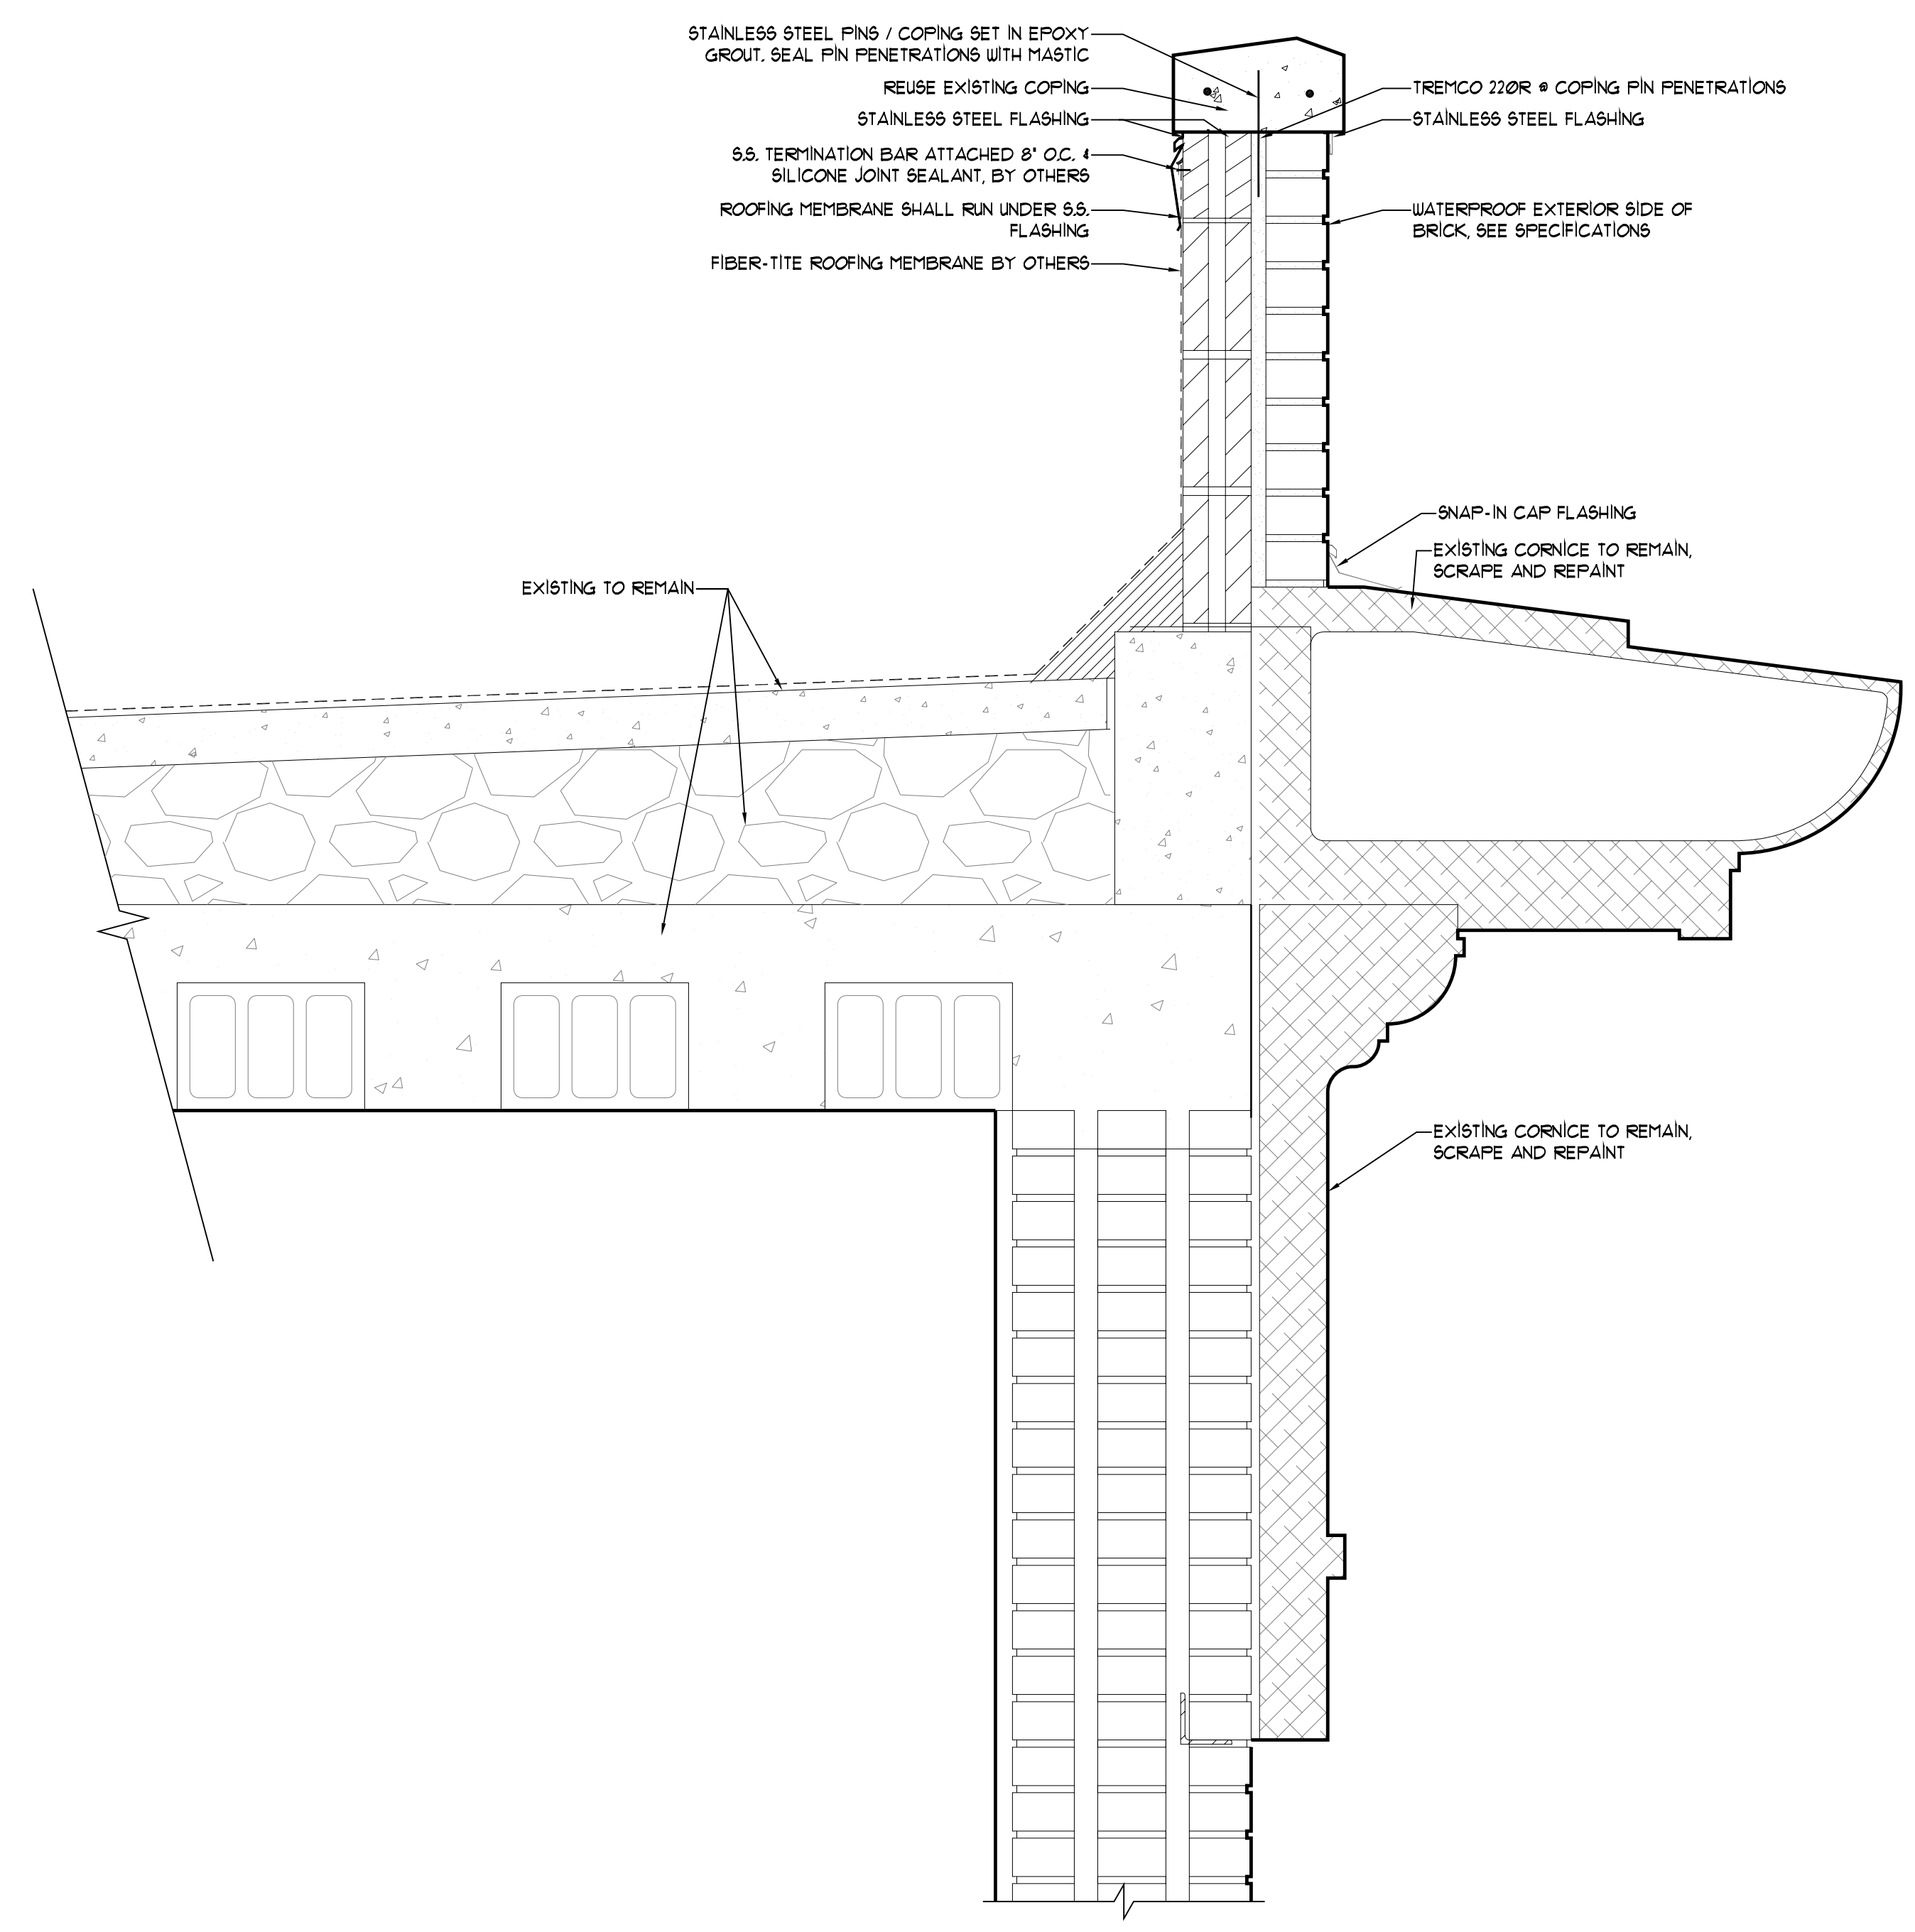 STAINLESS STEEL PINS / COPING SET IN EPOXY
GROUT. SEAL PIN PENETRATIONS WITH MASTIC
REUSE EXISTING COPING
STAINLESS STEEL FLASHING
S.S. TERMINATION BAR ATTACHED 8" O.C. &
SILICONE JOINT SEALANT, BY OTHERS
ROOFING MEMBRANE SHALL RUN UNDER S.S.
FLASHING
FIBER-TITE ROOFING MEMBRANE BY OTHERS
TREMCO 220R @ COPING PIN PENETRATIONS
STAINLESS STEEL FLASHING
WATERPROOF EXTERIOR SIDE OF
BRICK, SEE SPECIFICATIONS
SNAP-IN CAP FLASHING
EXISTING CORNICE TO REMAIN,
SCRAPE AND REPAINT
EXISTING TO REMAIN
EXISTING CORNICE TO REMAIN,
SCRAPE AND REPAINT